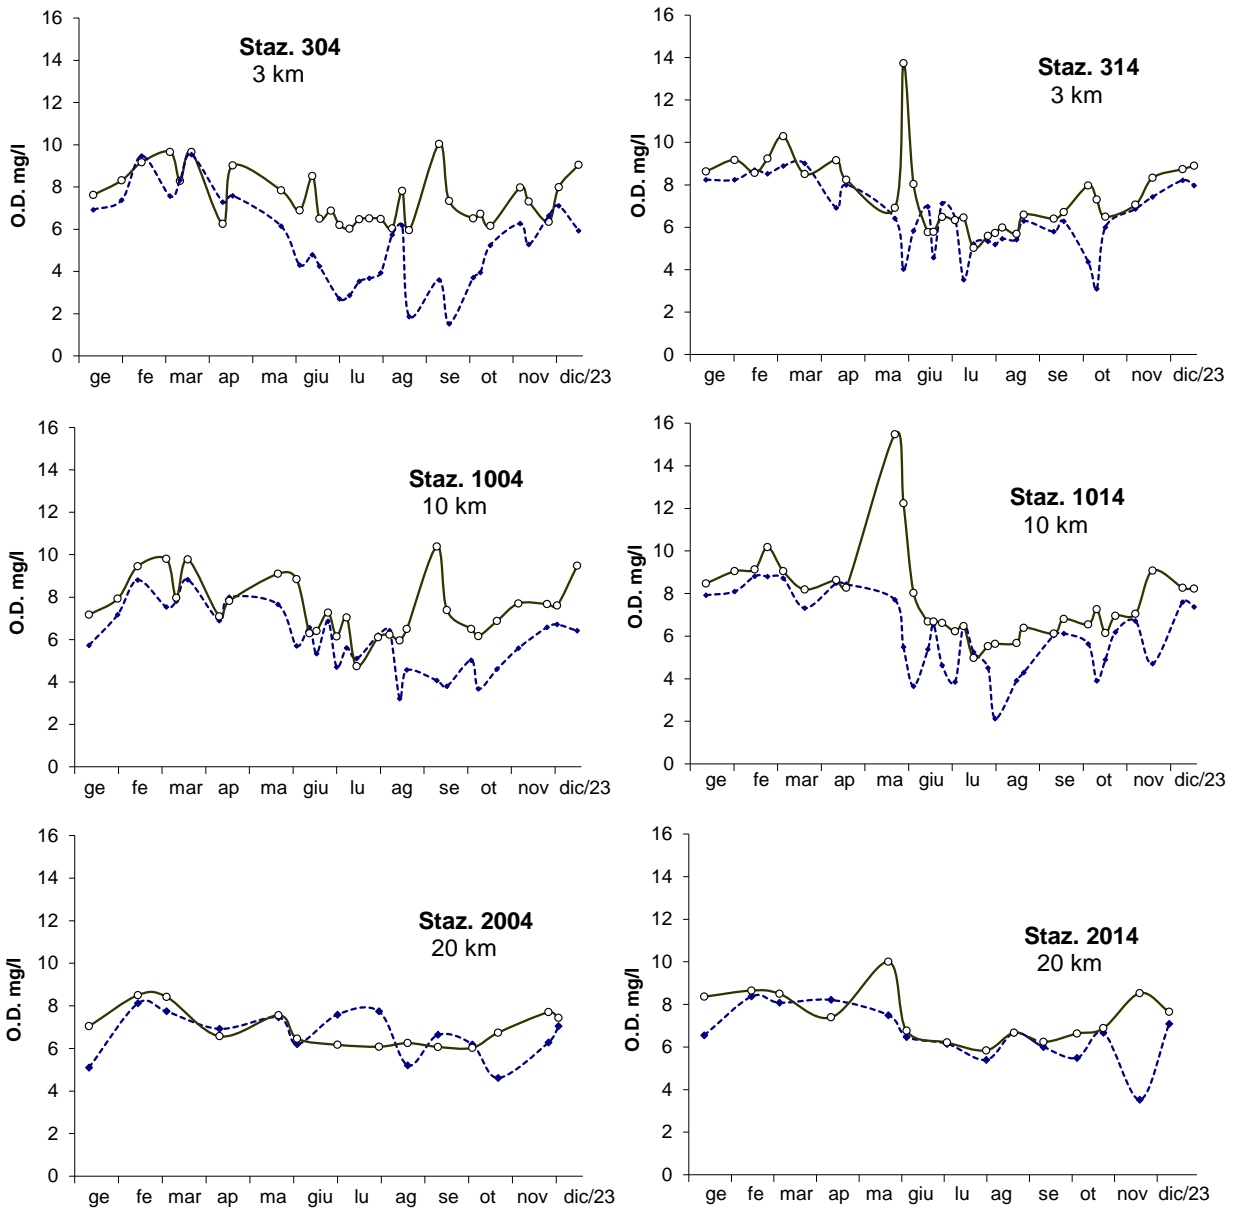 Staz. 304
3 km
O.D. mg/l
16
14
12
10
8
6
4
2
0
ge fe mar ap ma giu lu ag se ot nov dic/23
Staz. 314
3 km
O.D. mg/l
16
14
12
10
8
6
4
2
0
ge fe mar ap ma giu lu ag se ot nov dic/23
Staz. 1004
10 km
O.D. mg/l
16
14
12
10
8
6
4
2
0
ge fe mar ap ma giu lu ag se ot nov dic/23
Staz. 1014
10 km
O.D. mg/l
16
14
12
10
8
6
4
2
0
ge fe mar ap ma giu lu ag se ot nov dic/23
Staz. 2004
20 km
O.D. mg/l
16
14
12
10
8
6
4
2
0
ge fe mar ap ma giu lu ag se ot nov dic/23
Staz. 2014
20 km
O.D. mg/l
16
14
12
10
8
6
4
2
0
ge fe mar ap ma giu lu ag se ot nov dic/23